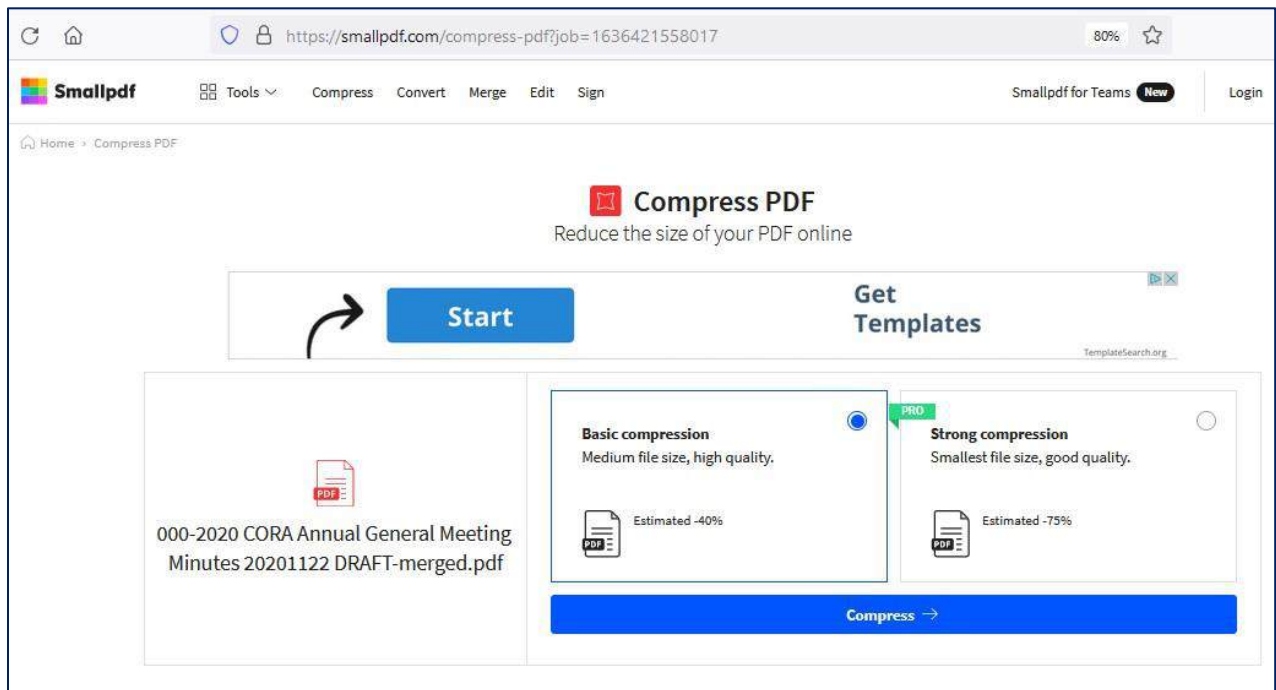 https://smallpdf.com/compress-pdf?job=1636421558017 80%
Smallpdf Tools Compress Convert Merge Edit Sign Smallpdf for Teams New Login
Home › Compress PDF
Compress PDF
Reduce the size of your PDF online
Start
Get
Templates
TemplateSearch.org
000-2020 CORA Annual General Meeting
Minutes 20201122 DRAFT-merged.pdf
PDF
Basic compression
Medium file size, high quality.
Estimated -40%
PDF
PRO
Strong compression
Smallest file size, good quality.
Estimated -75%
PDF
Compress →